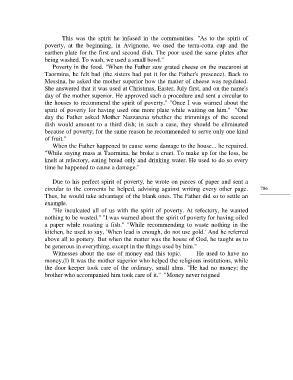 This was the spirit he infused in the communities. "As to the spirit of
poverty, at the beginning, in Avignone, we used the terra-cotta cup and the
earthen plate for the first and second dish. The poor used the same plates after
being washed. To wash, we used a small bowl."
Poverty in the food. "When the Father saw grated cheese on the macaroni at
Taormina, he felt bad (the sisters had put it for the Father's presence). Back to
Messina, he asked the mother superior how the matter of cheese was regulated.
She answered that it was used at Christmas, Easter, July first, and on the name's
day of the mother superior. He approved such a procedure and sent a circular to
the houses to recommend the spirit of poverty." "Once I was warned about the
spirit of poverty for having used one more plate while waiting on him." "One
day the Father asked Mother Nazzarena whether the trimmings of the second
dish would amount to a third dish; in such a case, they should be eliminated
because of poverty; for the same reason he recommended to serve only one kind
of fruit."
When the Father happened to cause some damage to the house... he required.
"While saying mass at Taormina, he broke a cruet. To make up for the loss, he
knelt at refectory, eating bread only and drinking water. He used to do so every
time he happened to cause a damage."
Due to his perfect spirit of poverty, he wrote on pieces of paper and sent a
circular to the convents he helped, advising against writing every other page.
Thus, he would take advantage of the blank ones. The Father did so to settle an
example.
"He inculcated all of us with the spirit of poverty. At refectory, he wanted
nothing to be wasted." "I was warned about the spirit of poverty for having oiled
a paper while roasting a fish." "While recommending to waste nothing in the
kitchen, he used to say, 'When lead is enough, do not use gold.' And he referred
above all to pottery. But when the matter was the house of God, he taught us to
be generous in everything, except in the things used by him."
Witnesses about the use of money end this topic. He used to have no
money,(l) It was the mother superior who helped the religious institutions, while
the door keeper took care of the ordinary, small alms. "He had no money; the
brother who accompanied him took care of it." "Money never reigned